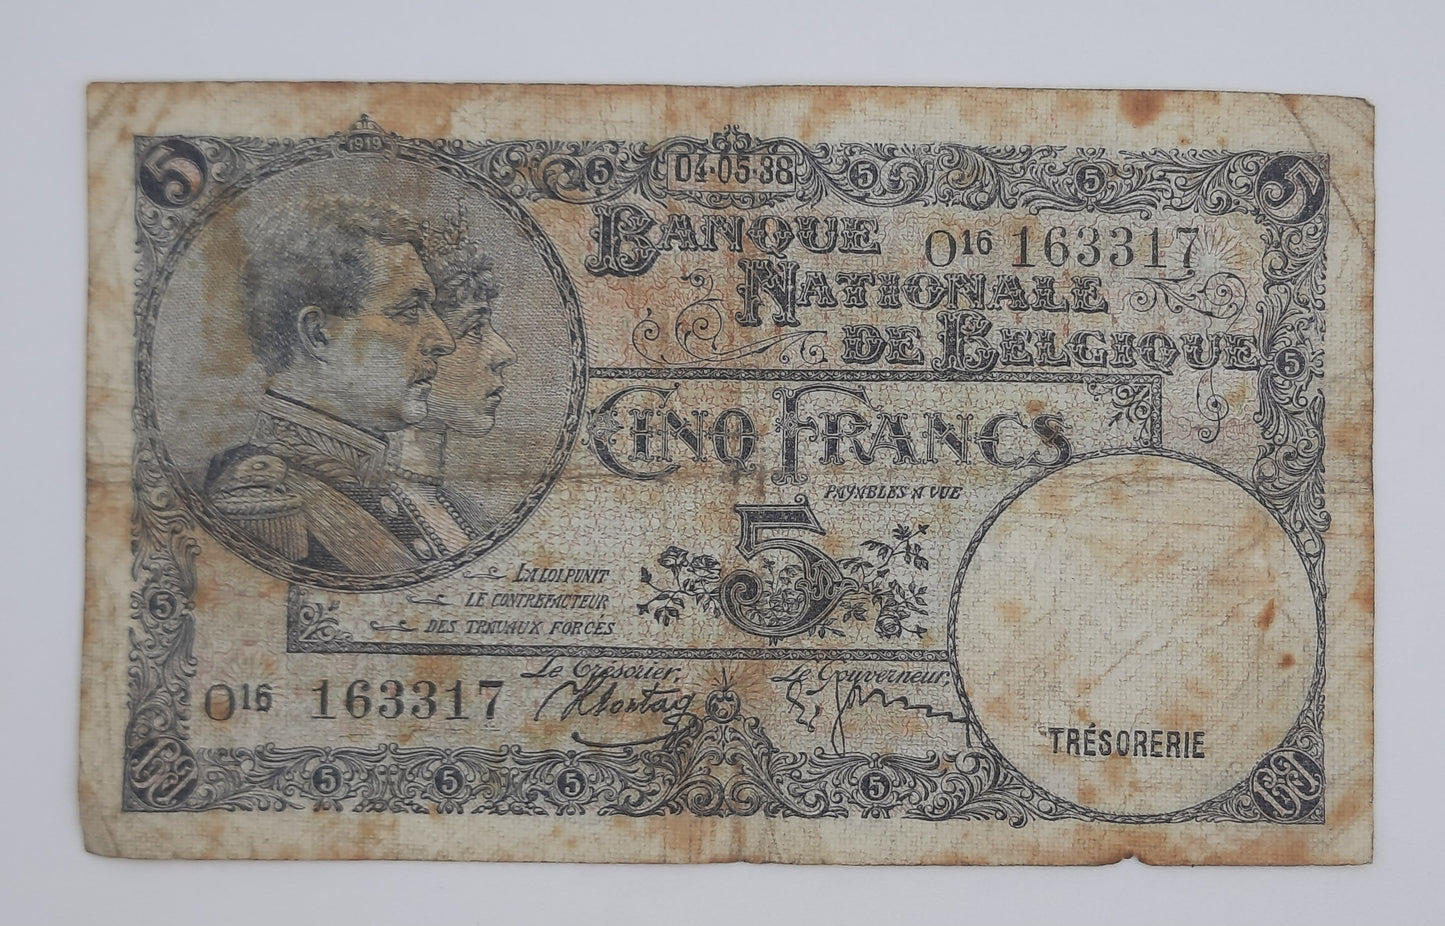 5
1919
5
04·05·38
5
5
5
BANQUE
O16 163317
NATIONALE
DE BELGIQUE
5
CINQ FRANCS
PAYABLES A VUE
5
LA LOI PUNIT
LE CONTREFACTEUR
DES TRAVAUX FORCÉS
5
Le Trésorier,
Le Gouverneur,
O16 163317
TRÉSORERIE
5
5
5
5